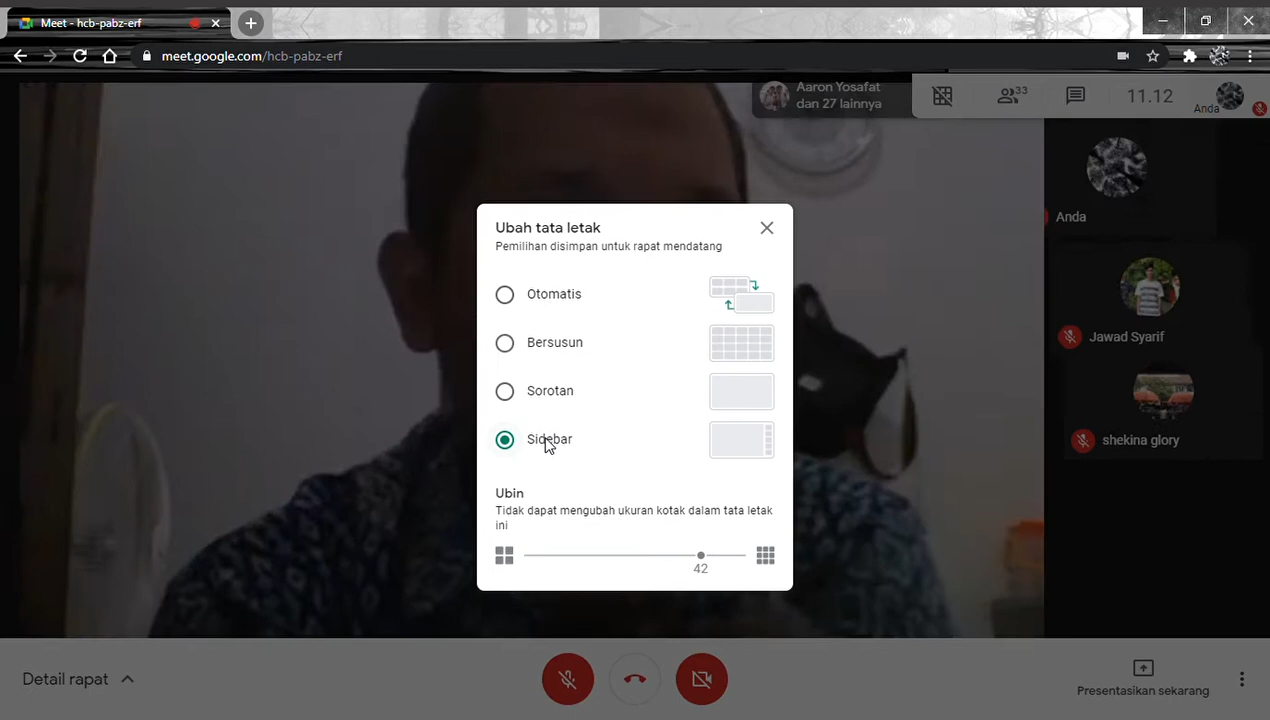 Meet - hcb-pabz-erf
meet.google.com/hcb-pabz-erf
Aaron Yosafat
dan 27 lainnya
33
11.12
Anda
Anda
Jawad Syarif
shekina glory
Ubah tata letak
Pemilihan disimpan untuk rapat mendatang
Otomatis
Bersusun
Sorotan
Sidebar
Ubin
Tidak dapat mengubah ukuran kotak dalam tata letak
ini
42
Detail rapat
Presentasikan sekarang